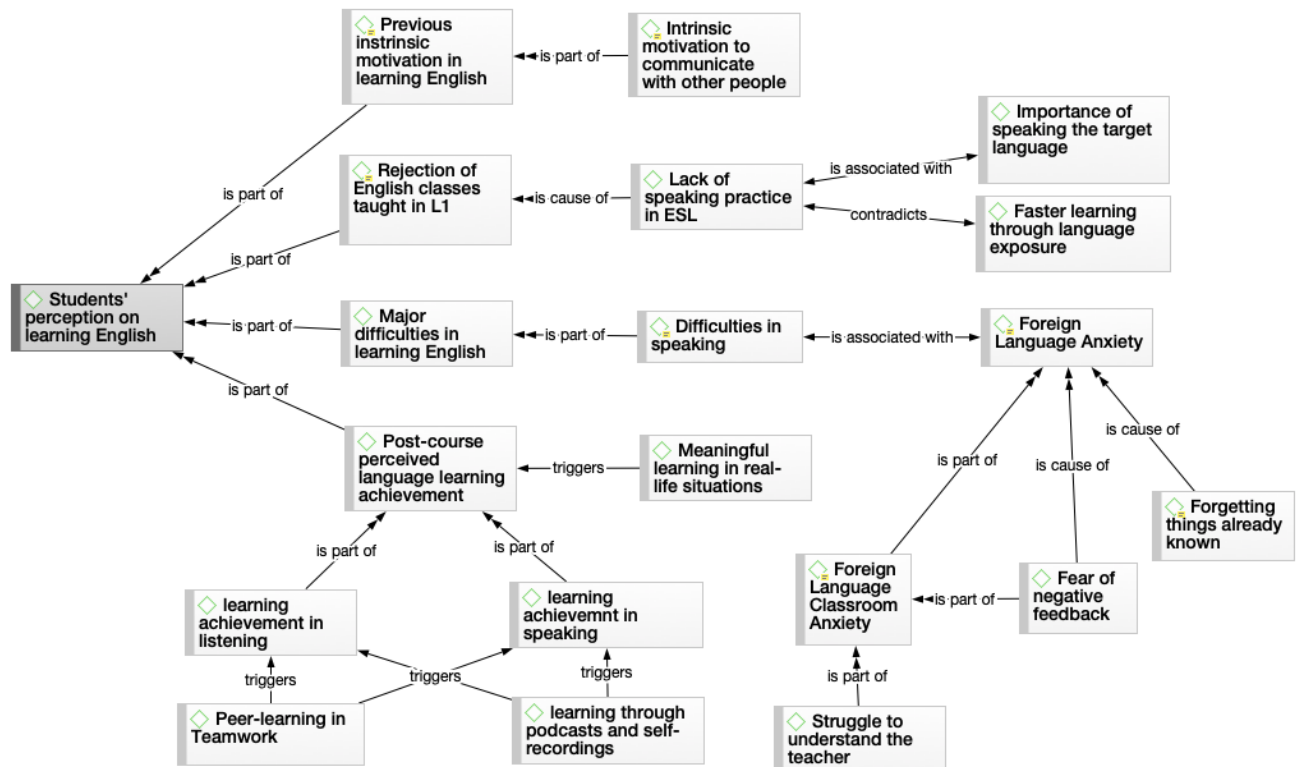 Previous
instrinsic
motivation in
learning English
is part of
Intrinsic
motivation to
communicate
with other people
Importance of
speaking the target
language
is part of
Rejection of
English classes
taught in L1
is cause of
Lack of
speaking practice
in ESL
is associated with
contradicts
Faster learning
through language
exposure
is part of
Students'
perception on
learning English
is part of
Major
difficulties in
learning English
is part of
Difficulties in
speaking
is associated with
Foreign
Language Anxiety
is part of
Post-course
perceived
language learning
achievement
triggers
Meaningful
learning in real-
life situations
is part of
is cause of
is cause of
Forgetting
things already
known
is part of
is part of
learning
achievement in
listening
learning
achievemnt in
speaking
Foreign
Language
Classroom
Anxiety
is part of
Fear of
negative
feedback
triggers
triggers
triggers
is part of
Peer-learning in
Teamwork
learning through
podcasts and self-
recordings
Struggle to
understand the
teacher